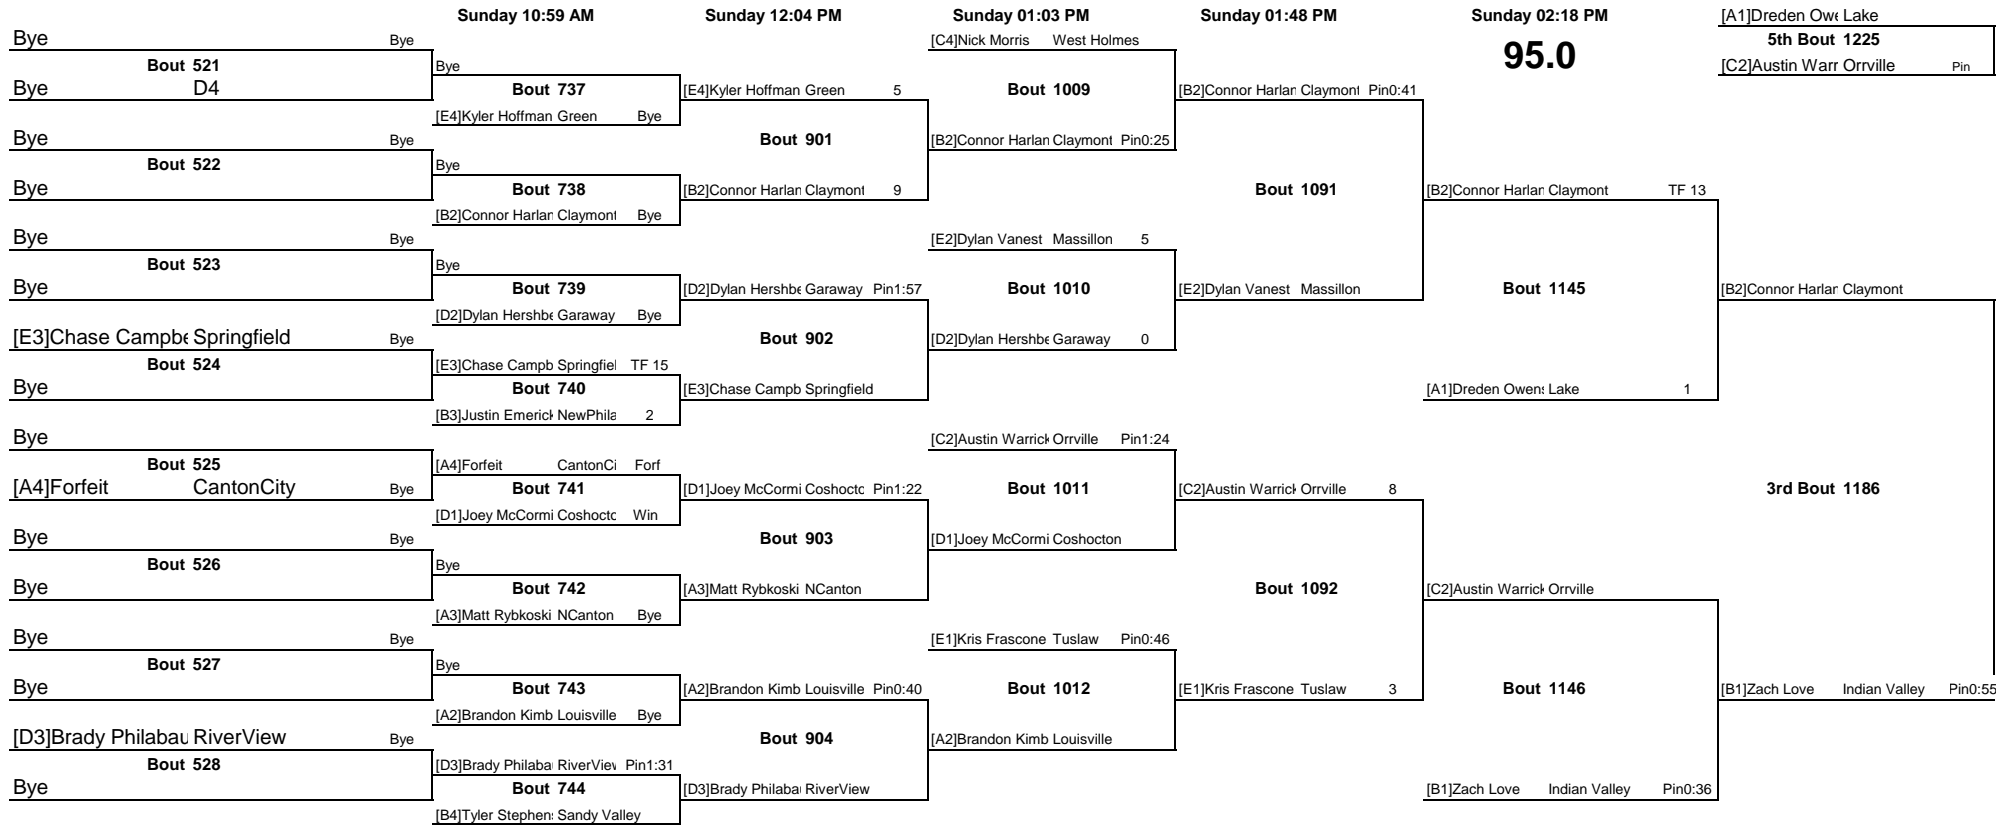 Sunday 10:59 AM Sunday 12:04 PM Sunday 01:03 PM Sunday 01:48 PM Sunday 02:18 PM [A1]Dreden Owe Lake
Bye Bye [C4]Nick Morris West Holmes 95.0 5th Bout 1225
Bout 521 Bye [C2]Austin Warr Orrville Pin
Bye D4 Bout 737 [E4]Kyler Hoffman Green 5 Bout 1009 [B2]Connor Harlan Claymont Pin0:41
[E4]Kyler Hoffman Green Bye
Bye Bye Bout 901 [B2]Connor Harlan Claymont Pin0:25
Bout 522 Bye
Bye Bout 738 [B2]Connor Harlan Claymont 9 Bout 1091 [B2]Connor Harlan Claymont TF 13
[B2]Connor Harlan Claymont Bye
Bye Bye [E2]Dylan Vanest Massillon 5
Bout 523 Bye
Bye Bout 739 [D2]Dylan Hershbe Garaway Pin1:57 Bout 1010 [E2]Dylan Vanest Massillon Bout 1145 [B2]Connor Harlan Claymont
[D2]Dylan Hershbe Garaway Bye
[E3]Chase Campbe Springfield Bye Bout 902 [D2]Dylan Hershbe Garaway 0
Bout 524 [E3]Chase Campb Springfiel TF 15
Bye Bout 740 [E3]Chase Campb Springfield [A1]Dreden Owens Lake 1
[B3]Justin Emerick NewPhila 2
Bye [C2]Austin Warrick Orrville Pin1:24
Bout 525 [A4]Forfeit CantonCi Forf
[A4]Forfeit CantonCity Bye Bout 741 [D1]Joey McCormi Coshocto Pin1:22 Bout 1011 [C2]Austin Warrick Orrville 8 3rd Bout 1186
[D1]Joey McCormi Coshocto Win
Bye Bye Bout 903 [D1]Joey McCormi Coshocton
Bout 526 Bye
Bye Bout 742 [A3]Matt Rybkoski NCanton Bout 1092 [C2]Austin Warrick Orrville
[A3]Matt Rybkoski NCanton Bye
Bye Bye [E1]Kris Frascone Tuslaw Pin0:46
Bout 527 Bye
Bye Bout 743 [A2]Brandon Kimb Louisville Pin0:40 Bout 1012 [E1]Kris Frascone Tuslaw 3 Bout 1146 [B1]Zach Love Indian Valley Pin0:55
[A2]Brandon Kimb Louisville Bye
[D3]Brady Philabau RiverView Bye Bout 904 [A2]Brandon Kimb Louisville
Bout 528 [D3]Brady Philaba RiverView Pin1:31
Bye Bout 744 [D3]Brady Philaba RiverView [B1]Zach Love Indian Valley Pin0:36
[B4]Tyler Stephens Sandy Valley